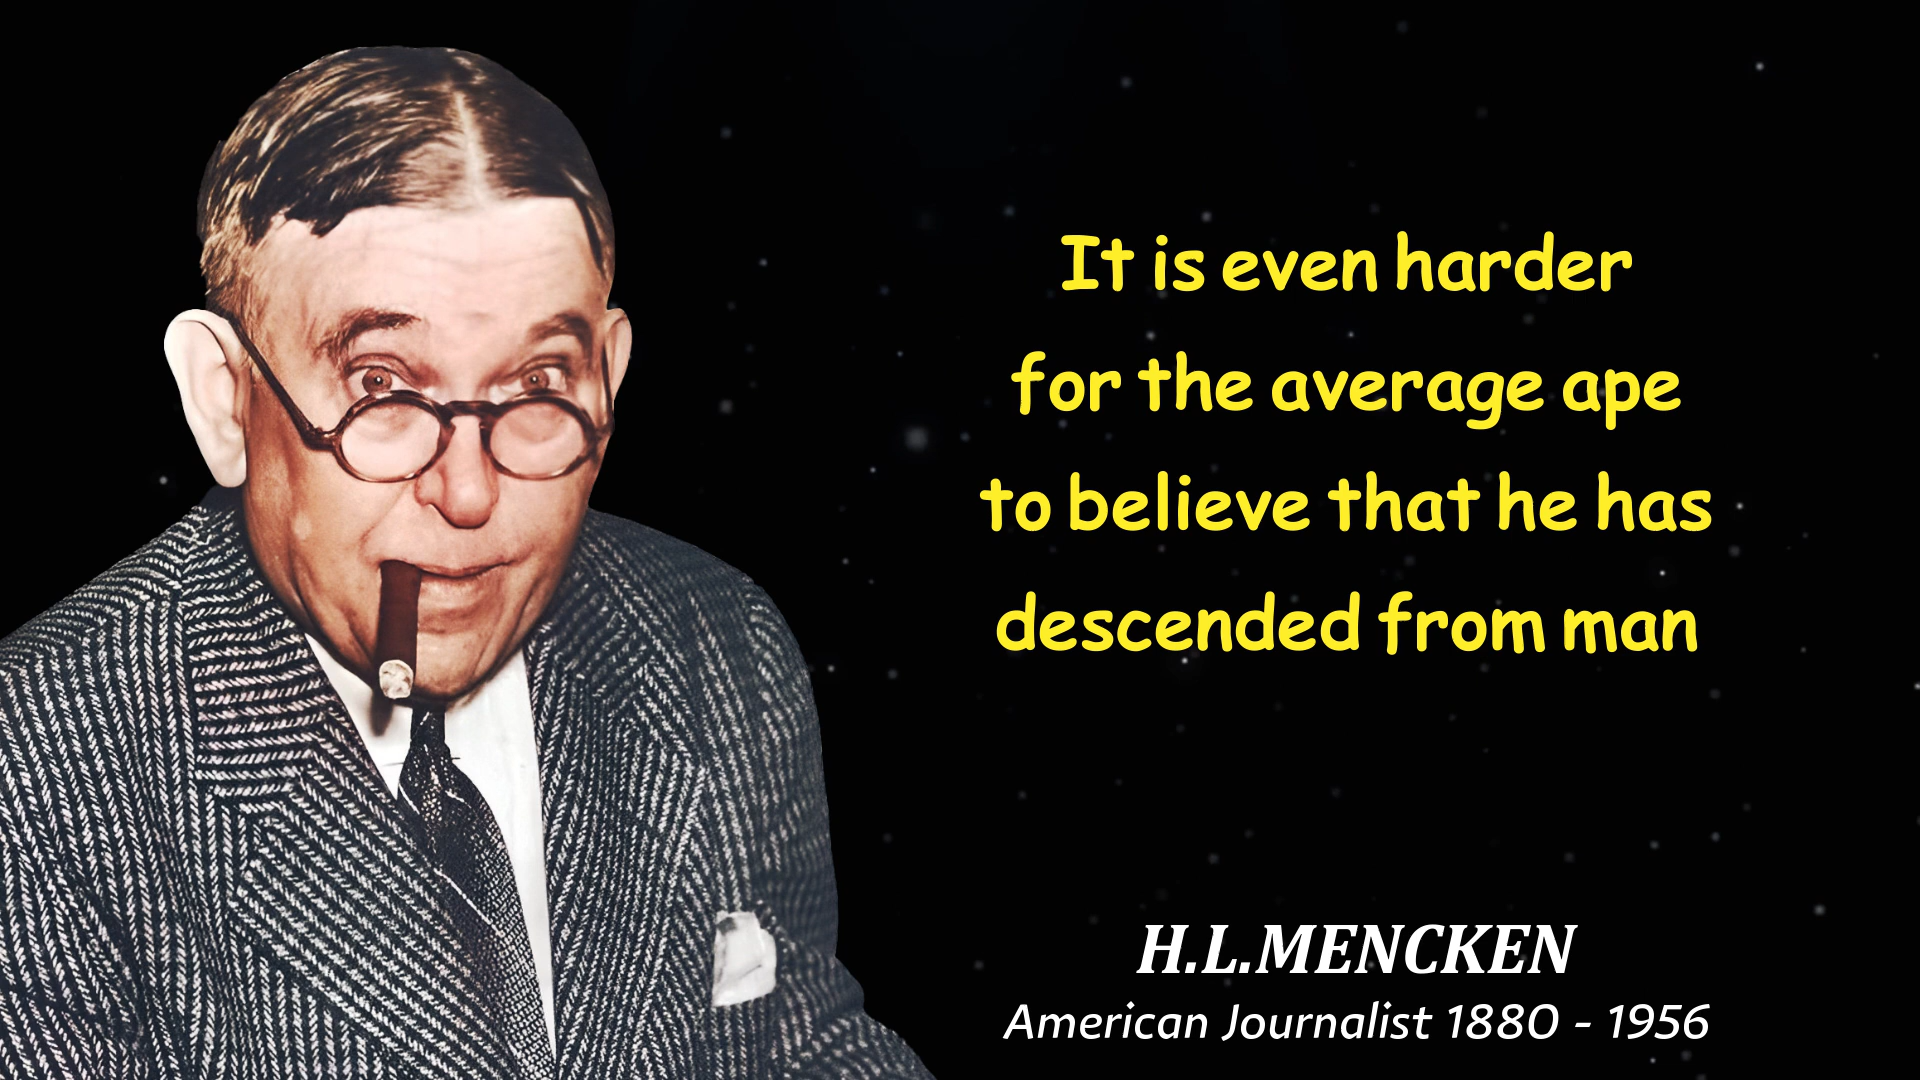 It is even harder
for the average ape
to believe that he has
descended from man
H.L.MENCKEN
American Journalist 1880 - 1956